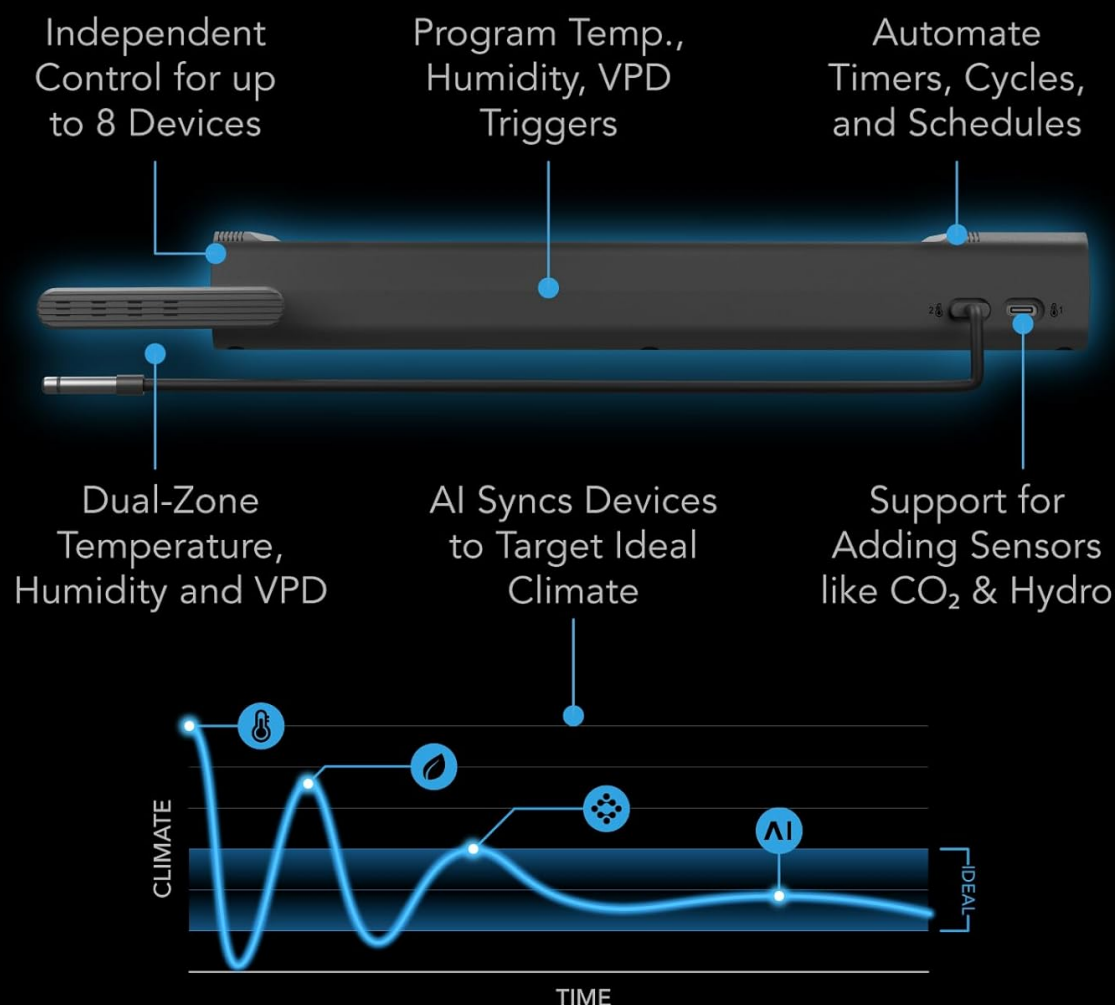 Independent
Control for up
to 8 Devices
Program Temp.,
Humidity, VPD
Triggers
Automate
Timers, Cycles,
and Schedules
2
1
Dual-Zone
Temperature,
Humidity and VPD
AI Syncs Devices
to Target Ideal
Climate
Support for
Adding Sensors
like CO₂ & Hydro
AI
CLIMATE
IDEAL
TIME